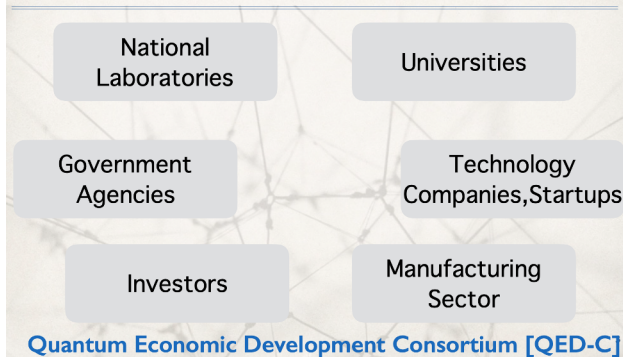 National
Laboratories
Universities
Government
Agencies
Technology
Companies,Startups
Investors
Manufacturing
Sector
Quantum Economic Development Consortium [QED-C]